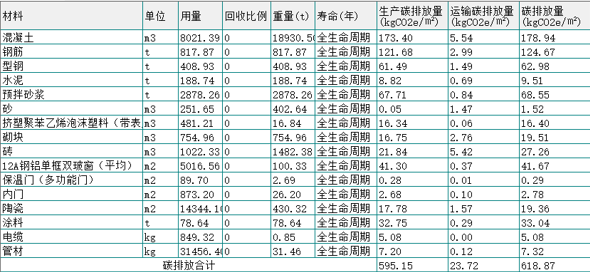 材料 单位 用量 回收比例 重量(t) 寿命(年) 生产碳排放量(kgCO2e/㎡) 运输碳排放量(kgCO2e/㎡) 碳排放量(kgCO2e/㎡)
混凝土 m3 8021.39 0 18930.50 全生命周期 173.40 5.54 178.94
钢筋 t 817.87 0 817.87 全生命周期 121.68 2.99 124.67
型钢 t 408.93 0 408.93 全生命周期 61.49 1.49 62.98
水泥 t 188.74 0 188.74 全生命周期 8.82 0.69 9.51
预拌砂浆 t 2878.26 0 2878.26 全生命周期 67.71 0.84 68.55
砂 m3 251.65 0 402.64 全生命周期 0.05 1.47 1.52
挤塑聚苯乙烯泡沫塑料（带表 m3 481.21 0 16.84 全生命周期 16.34 0.06 16.40
砌块 m3 754.96 0 754.96 全生命周期 16.75 2.76 19.51
砖 m3 1022.33 0 1482.38 全生命周期 21.84 5.42 27.26
12A钢铝单框双玻窗（平均） m2 5016.56 0 100.33 全生命周期 41.30 0.37 41.67
保温门（多功能门） m2 89.70 0 2.69 全生命周期 0.28 0.01 0.29
内门 m2 873.20 0 26.20 全生命周期 2.68 0.10 2.78
陶瓷 m2 14344.10 0 430.32 全生命周期 17.78 1.57 19.36
涂料 t 78.64 0 78.64 全生命周期 32.75 0.29 33.04
电缆 kg 849.32 0 0.85 全生命周期 5.08 0.00 5.08
管材 kg 31456.40 0 31.46 全生命周期 7.20 0.12 7.32
碳排放合计 595.15 23.72 618.87